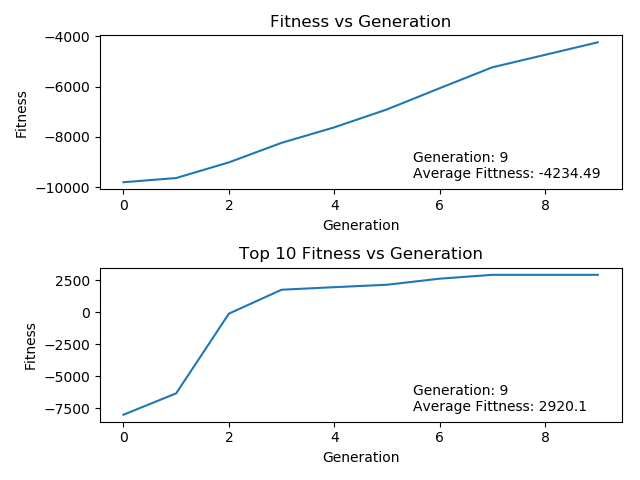 Fitness vs Generation
−4000
−6000
−8000
−10000
Fitness
Generation: 9
Average Fittness: -4234.49
0 2 4 6 8
Generation
Top 10 Fitness vs Generation
2500
0
−2500
−5000
−7500
Fitness
Generation: 9
Average Fittness: 2920.1
0 2 4 6 8
Generation